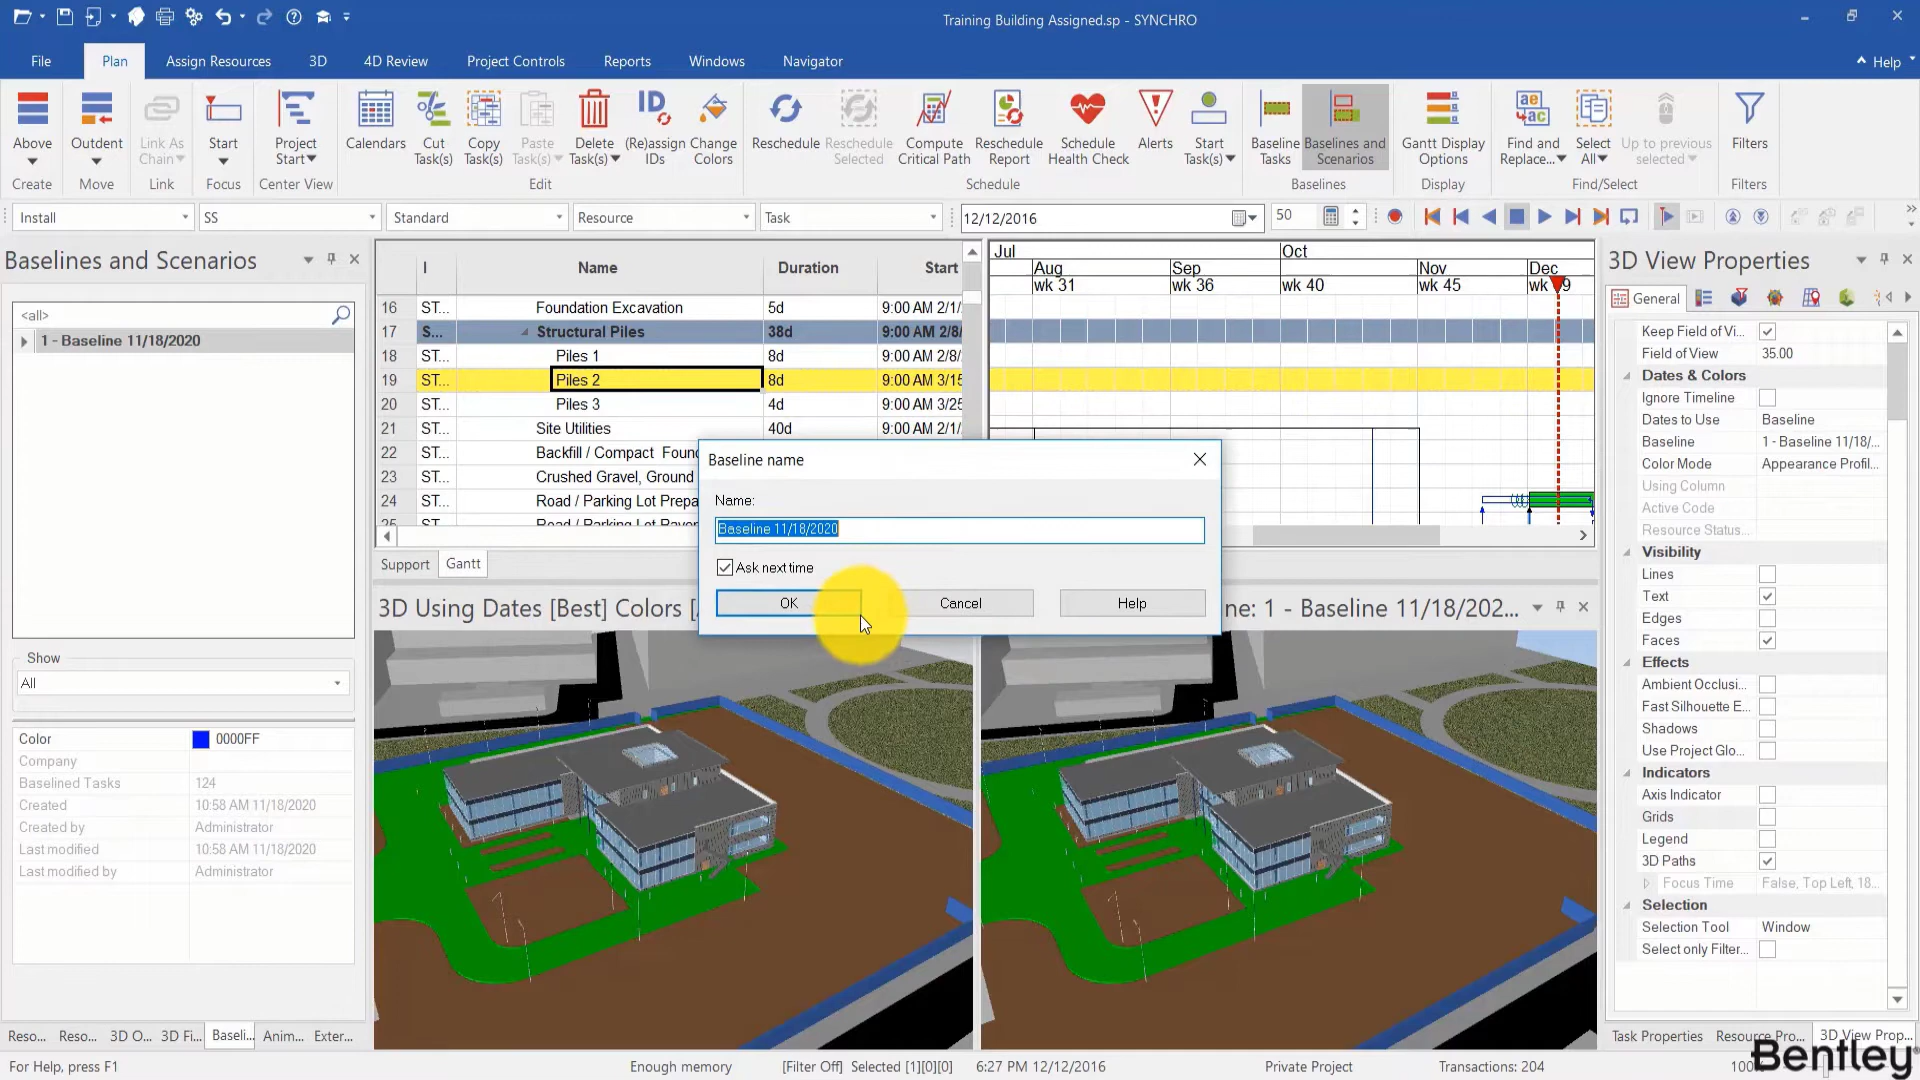 Training Building Assigned.sp - SYNCHRO
File Plan Assign Resources 3D 4D Review Project Controls Reports Windows Navigator Help
Above Outdent Link As Chain Start Project Start Calendars Cut Task(s) Copy Task(s) Paste Task(s) Delete Task(s) (Re)assign IDs Change Colors Reschedule Reschedule Selected Compute Critical Path Reschedule Report Schedule Health Check Alerts Start Task(s) Baseline Tasks Baselines and Scenarios Gantt Display Options Find and Replace... Select All Up to previous selected Filters
Create Move Link Focus Center View Edit Schedule Baselines Display Find/Select Filters
Install SS Standard Resource Task 12/12/2016 50
Baselines and Scenarios
<all>
1 - Baseline 11/18/2020
Show
All
Color 0000FF
Company
Baselined Tasks 124
Created 10:58 AM 11/18/2020
Created by Administrator
Last modified 10:58 AM 11/18/2020
Last modified by Administrator
Reso... Reso... 3D O... 3D Fi... Baseli... Anim... Exter...
I Name Duration Start
16 ST... Foundation Excavation 5d 9:00 AM 2/1/
17 S... Structural Piles 38d 9:00 AM 2/8/
18 ST... Piles 1 8d 9:00 AM 2/8/
19 ST... Piles 2 8d 9:00 AM 3/15
20 ST... Piles 3 4d 9:00 AM 3/25
21 ST... Site Utilities 40d 9:00 AM 2/1/
22 ST... Backfill / Compact Found
23 ST... Crushed Gravel, Ground
24 ST... Road / Parking Lot Prepa
Jul Oct
Aug Sep Nov Dec
wk 31 wk 36 wk 40 wk 45 wk
Support Gantt
Baseline name
Name:
Baseline 11/18/2020
Ask next time
OK Cancel Help
3D Using Dates [Best] Colors [
ne: 1 - Baseline 11/18/202...
3D View Properties
General
Keep Field of Vi...
Field of View 35.00
Dates & Colors
Ignore Timeline
Dates to Use Baseline
Baseline 1 - Baseline 11/18/...
Color Mode Appearance Profil...
Using Column
Active Code
Resource Status...
Visibility
Lines
Text
Edges
Faces
Effects
Ambient Occlusi...
Fast Silhouette E...
Shadows
Use Project Glo...
Indicators
Axis Indicator
Grids
Legend
3D Paths
Focus Time False, Top Left, 18...
Selection
Selection Tool Window
Select only Filter...
Task Properties Resource Pro... 3D View Prop...
For Help, press F1 Enough memory [Filter Off] Selected [1][0][0] 6:27 PM 12/12/2016 Private Project Transactions: 204
Bentley